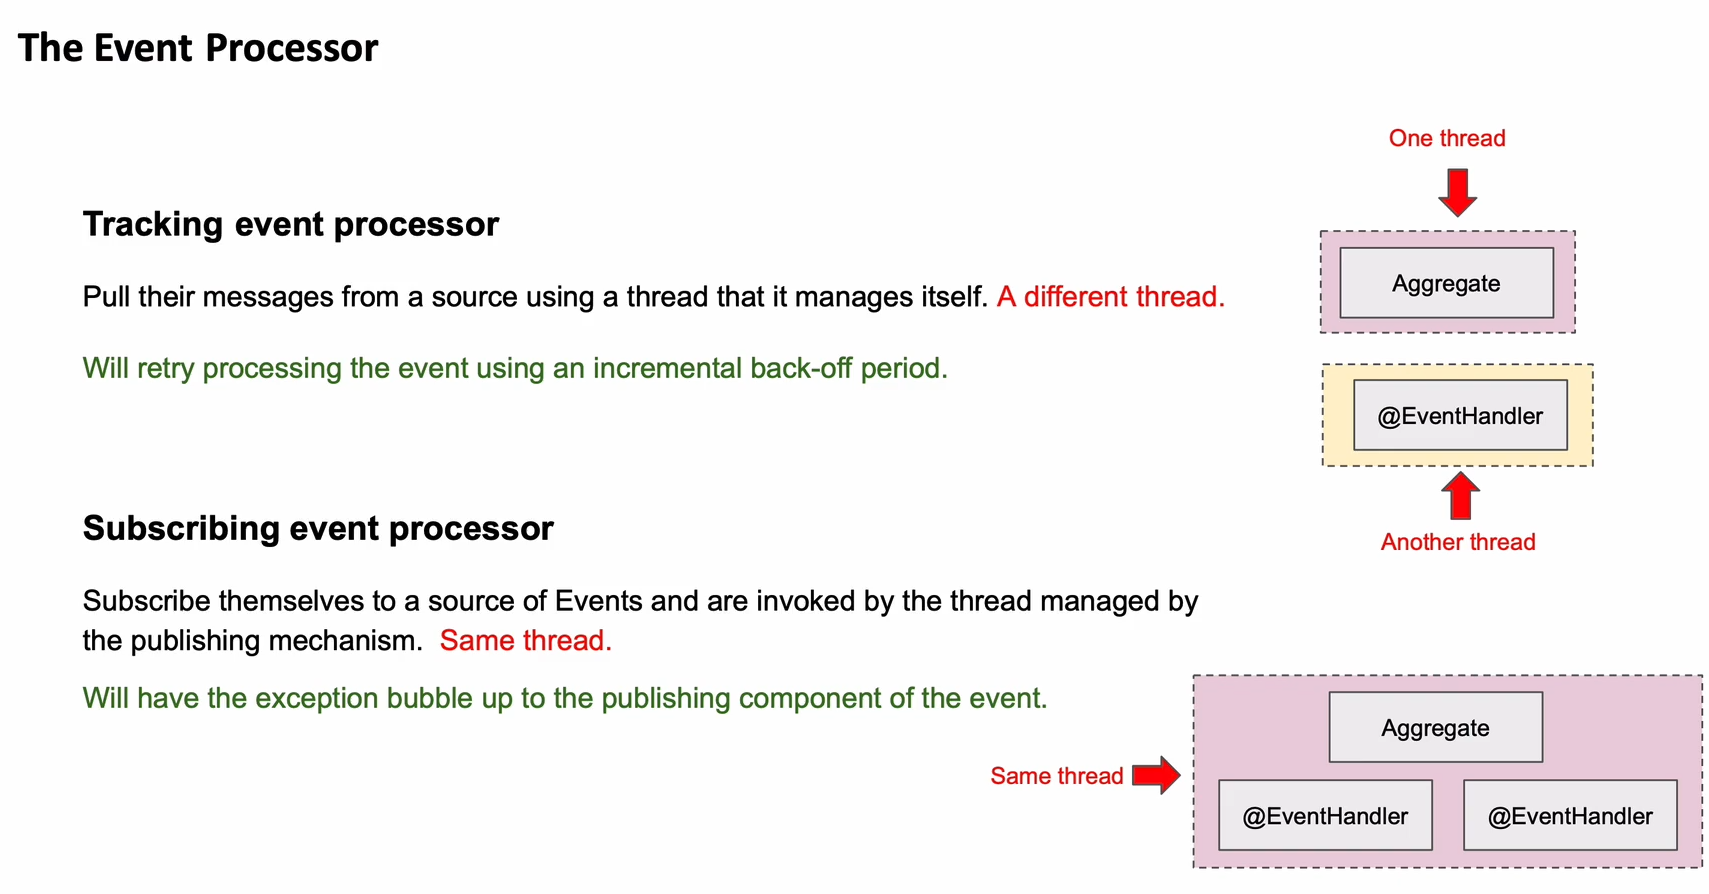 The Event Processor
One thread
Tracking event processor
Aggregate
Pull their messages from a source using a thread that it manages itself. A different thread.
Will retry processing the event using an incremental back-off period.
@EventHandler
Another thread
Subscribing event processor
Subscribe themselves to a source of Events and are invoked by the thread managed by
the publishing mechanism. Same thread.
Will have the exception bubble up to the publishing component of the event.
Aggregate
Same thread
@EventHandler
@EventHandler